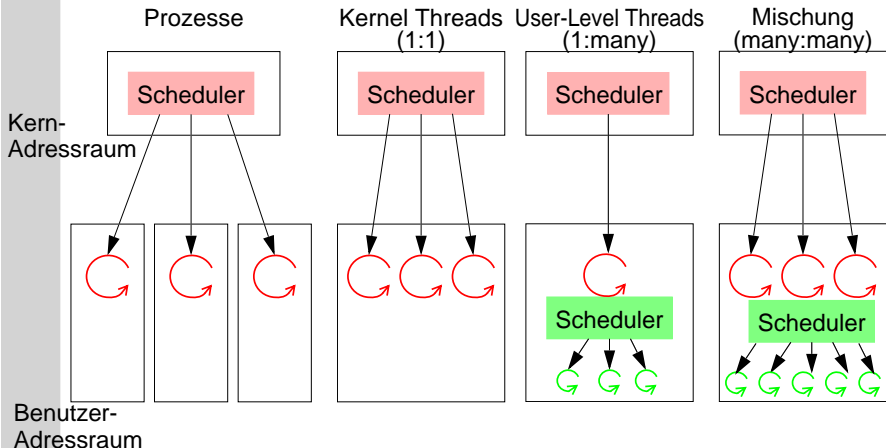 Prozesse
Kernel Threads
(1:1)
User-Level Threads
(1:many)
Mischung
(many:many)
Scheduler
Scheduler
Scheduler
Scheduler
Kern-
Adressraum
Scheduler
Scheduler
Benutzer-
Adressraum